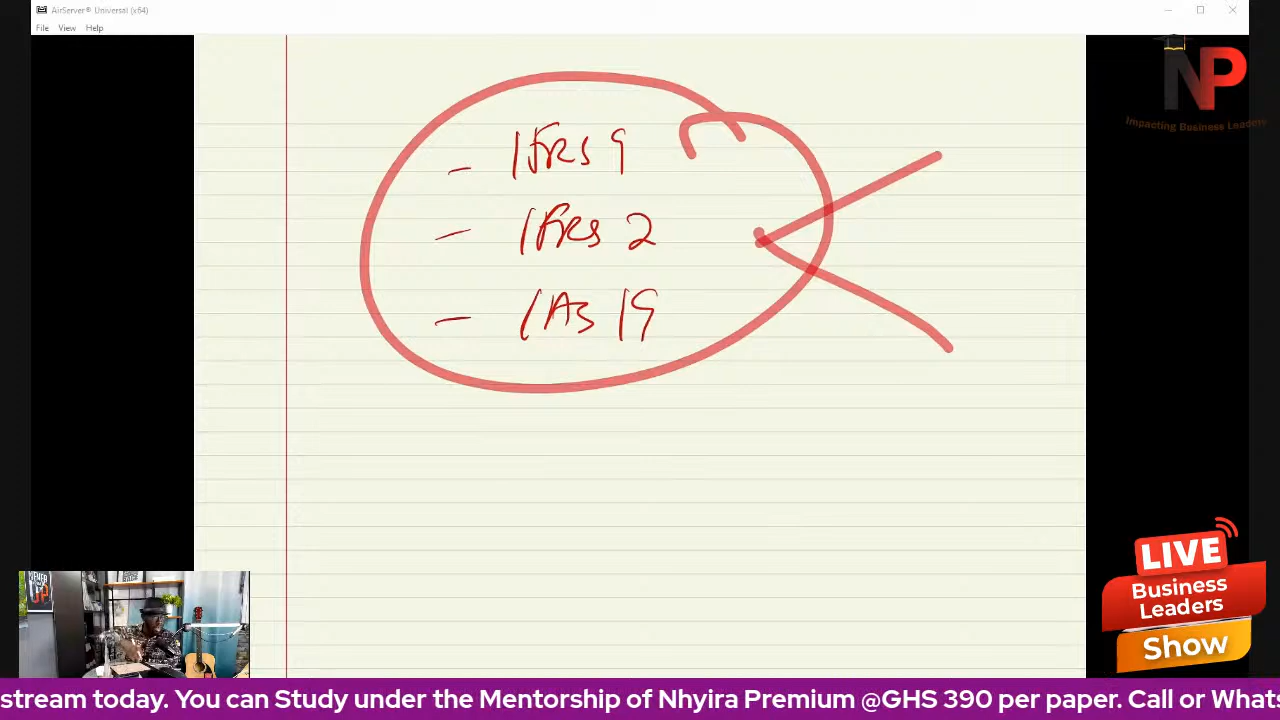 AirServer® Universal (x64)
File View Help
NP
Impacting Business Leaders
- IFRS 9
- IFRS 2
- IAS 19
LIVE
Business
Leaders
Show
stream today. You can Study under the Mentorship of Nhyira Premium @GHS 390 per paper. Call or Whats